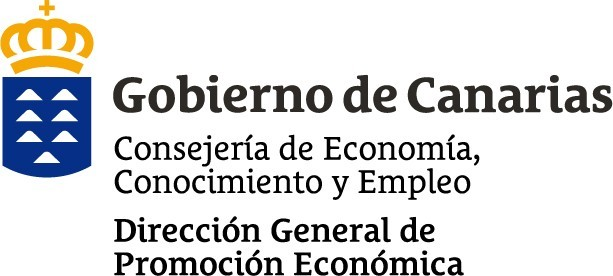 Gobierno de Canarias
Consejería de Economía,
Conocimiento y Empleo
Dirección General de
Promoción Económica